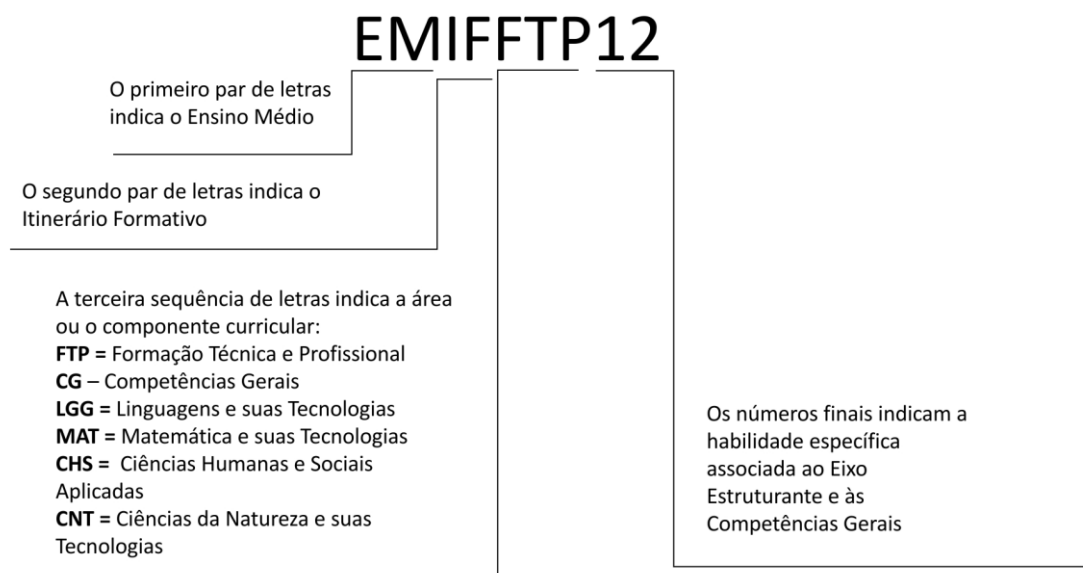 EMIFFTP12
O primeiro par de letras
indica o Ensino Médio
O segundo par de letras indica o
Itinerário Formativo
A terceira sequência de letras indica a área
ou o componente curricular:
FTP = Formação Técnica e Profissional
CG – Competências Gerais
LGG = Linguagens e suas Tecnologias
MAT = Matemática e suas Tecnologias
CHS = Ciências Humanas e Sociais
Aplicadas
CNT = Ciências da Natureza e suas
Tecnologias
Os números finais indicam a
habilidade específica
associada ao Eixo
Estruturante e às
Competências Gerais